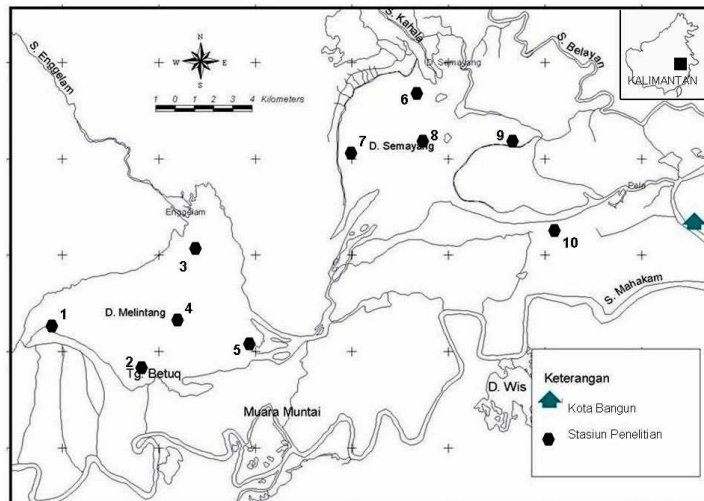 S. Kahala
D. Semayang
S. Belayan
S. Enggelam
N
W
E
S
KALIMANTAN
1 0 1 2 3 4 Kilometers
6
7
8
9
D. Semayang
Enggelam
Pela
3
10
S. Mahakam
1
D. Melintang
4
5
2
Tg. Betuq
D. Wis
Muara Muntai
Keterangan
Kota Bangun
Stasiun Penelitian